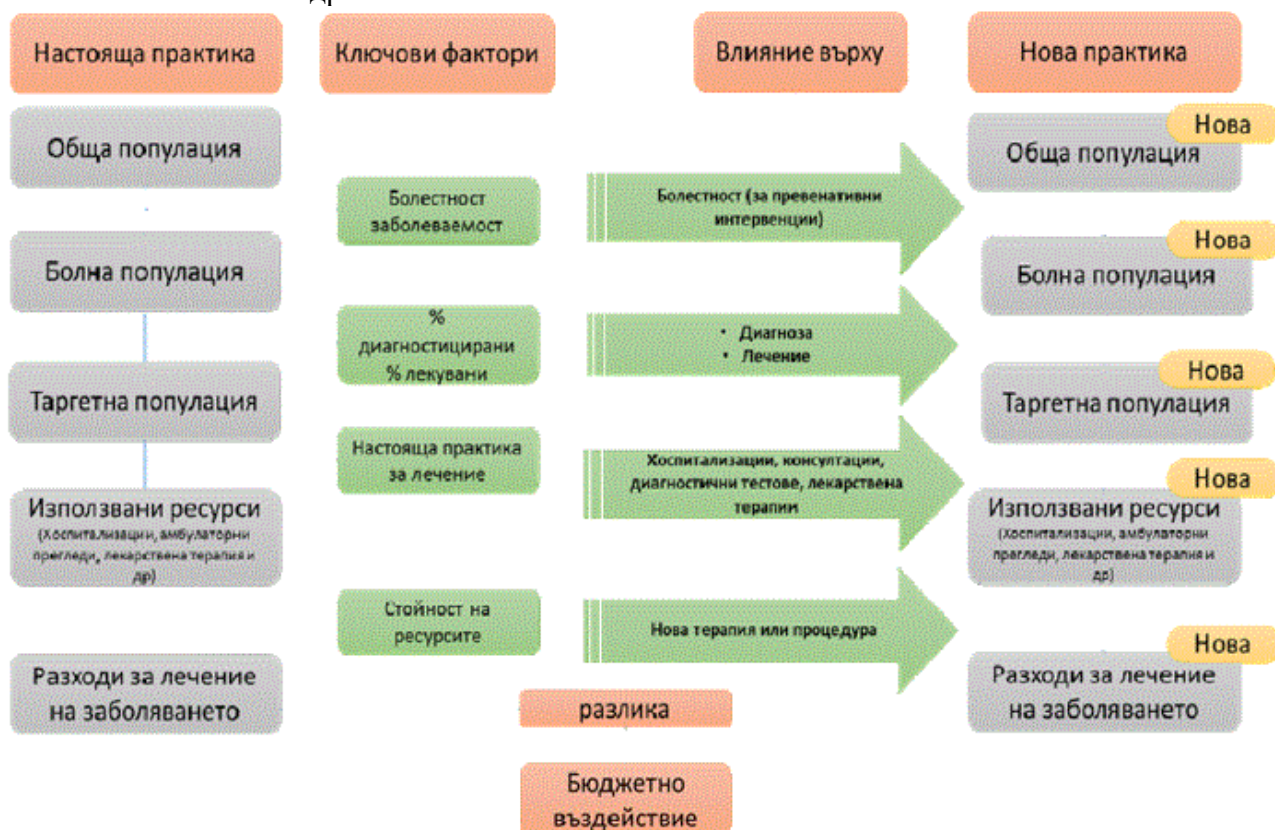 др
Настояща практика
Ключови фактори
Влияние върху
Нова практика
Обща популация
Болестност
заболеваемост
Болестност (за превенативни
интервенции)
Нова
Обща популация
Болна популация
Нова
Болна популация
%
диагностицирани
% лекувани
• Диагноза
• Лечение
Таргетна популация
Нова
Таргетна популация
Настояща практика
за лечение
Хоспитализации, консултации,
диагностични тестове, лекарствена
терапии
Използвани ресурси
(Хоспитализации, амбулаторни
прегледи, лекарствена терапия и
др)
Нова
Използвани ресурси
(Хоспитализации, амбулаторни
прегледи, лекарствена терапия и
др)
Стойност на
ресурсите
Нова терапия или процедура
Разходи за лечение
на заболяването
Нова
Разходи за лечение
на заболяването
разлика
Бюджетно
въздействие